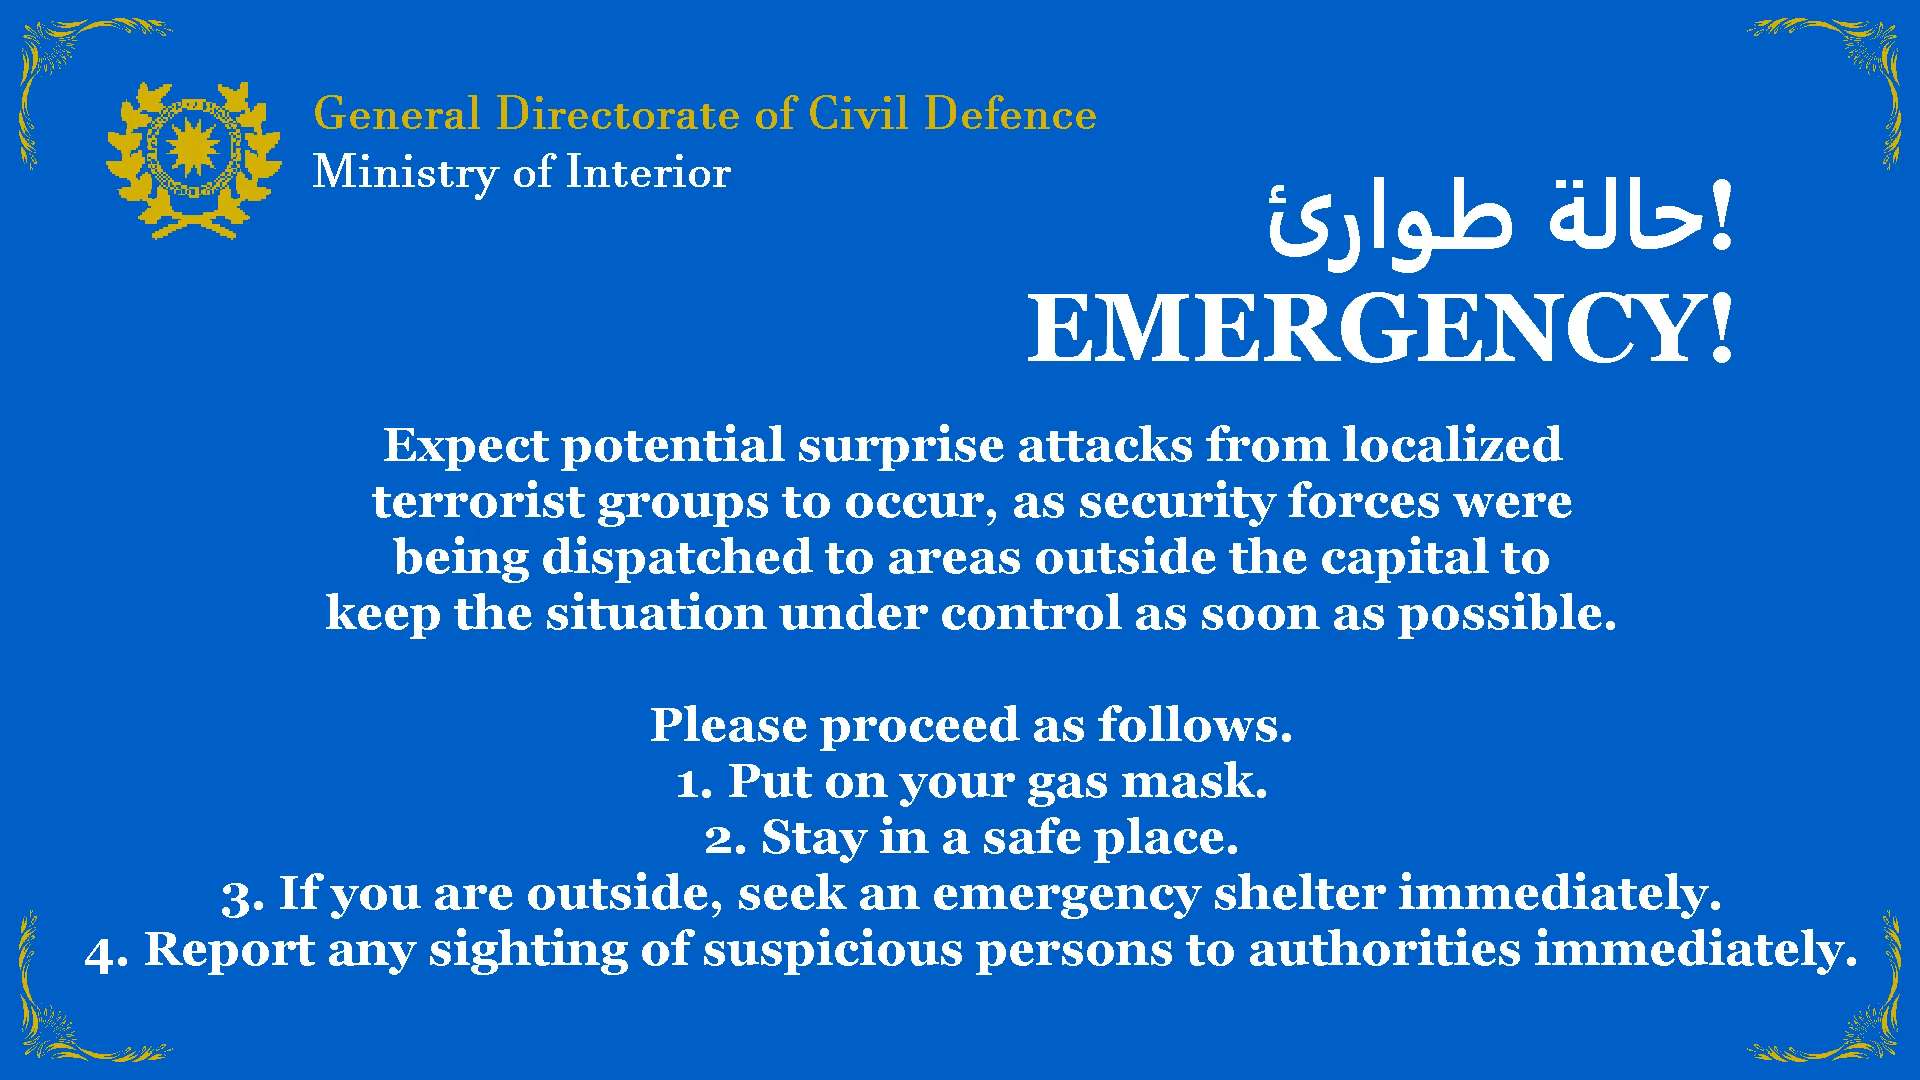 General Directorate of Civil Defence
Ministry of Interior
حالة طوارئ!
EMERGENCY!
Expect potential surprise attacks from localized
terrorist groups to occur, as security forces were
being dispatched to areas outside the capital to
keep the situation under control as soon as possible.
Please proceed as follows.
1. Put on your gas mask.
2. Stay in a safe place.
3. If you are outside, seek an emergency shelter immediately.
4. Report any sighting of suspicious persons to authorities immediately.